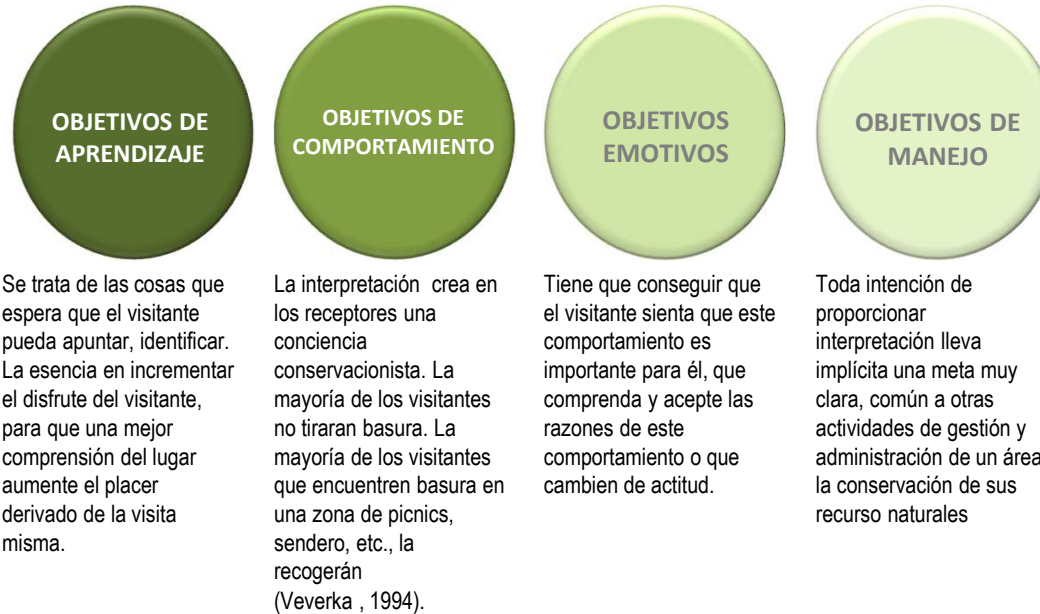 OBJETIVOS DE
APRENDIZAJE
Se trata de las cosas que
espera que el visitante
pueda apuntar, identificar.
La esencia en incrementar
el disfrute del visitante,
para que una mejor
comprensión del lugar
aumente el placer
derivado de la visita
misma.
OBJETIVOS DE
COMPORTAMIENTO
La interpretación crea en
los receptores una
conciencia
conservacionista. La
mayoría de los visitantes
no tiraran basura. La
mayoría de los visitantes
que encuentren basura en
una zona de picnics,
sendero, etc., la
recogerán
(Veverka , 1994).
OBJETIVOS
EMOTIVOS
Tiene que conseguir que
el visitante sienta que este
comportamiento es
importante para él, que
comprenda y acepte las
razones de este
comportamiento o que
cambien de actitud.
OBJETIVOS DE
MANEJO
Toda intención de
proporcionar
interpretación lleva
implícita una meta muy
clara, común a otras
actividades de gestión y
administración de un área
la conservación de sus
recurso naturales